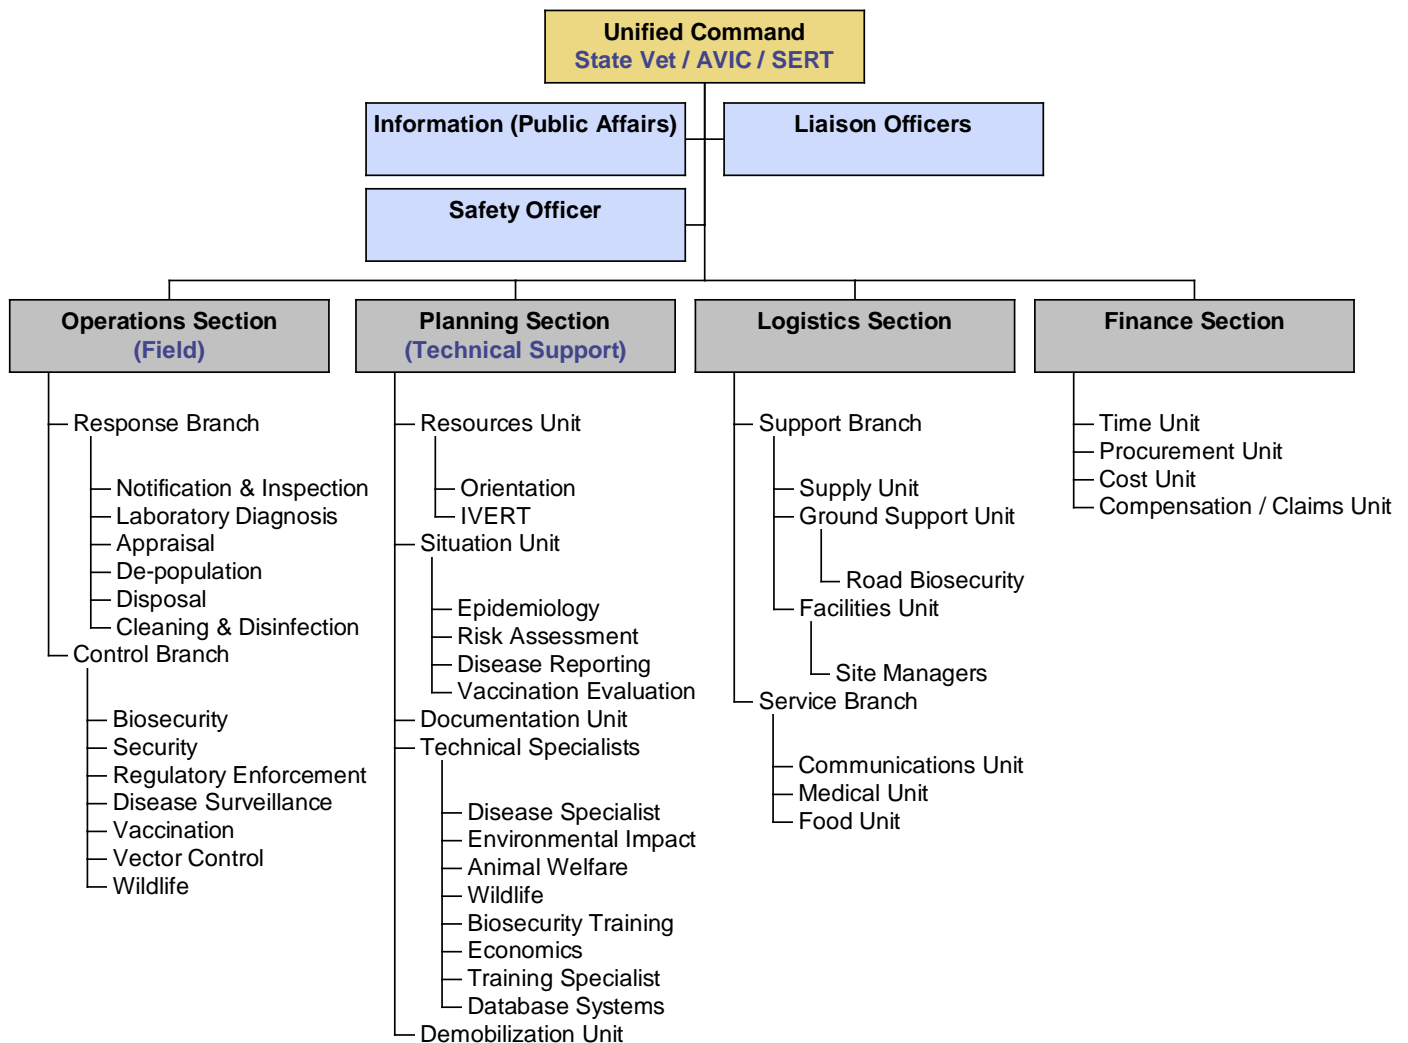 Unified Command
State Vet / AVIC / SERT
Information (Public Affairs)
Liaison Officers
Safety Officer
Operations Section
(Field)
Response Branch
Notification & Inspection
Laboratory Diagnosis
Appraisal
De-population
Disposal
Cleaning & Disinfection
Control Branch
Biosecurity
Security
Regulatory Enforcement
Disease Surveillance
Vaccination
Vector Control
Wildlife
Planning Section
(Technical Support)
Resources Unit
Orientation
IVERT
Situation Unit
Epidemiology
Risk Assessment
Disease Reporting
Vaccination Evaluation
Documentation Unit
Technical Specialists
Disease Specialist
Environmental Impact
Animal Welfare
Wildlife
Biosecurity Training
Economics
Training Specialist
Database Systems
Demobilization Unit
Logistics Section
Support Branch
Supply Unit
Ground Support Unit
Road Biosecurity
Facilities Unit
Site Managers
Service Branch
Communications Unit
Medical Unit
Food Unit
Finance Section
Time Unit
Procurement Unit
Cost Unit
Compensation / Claims Unit